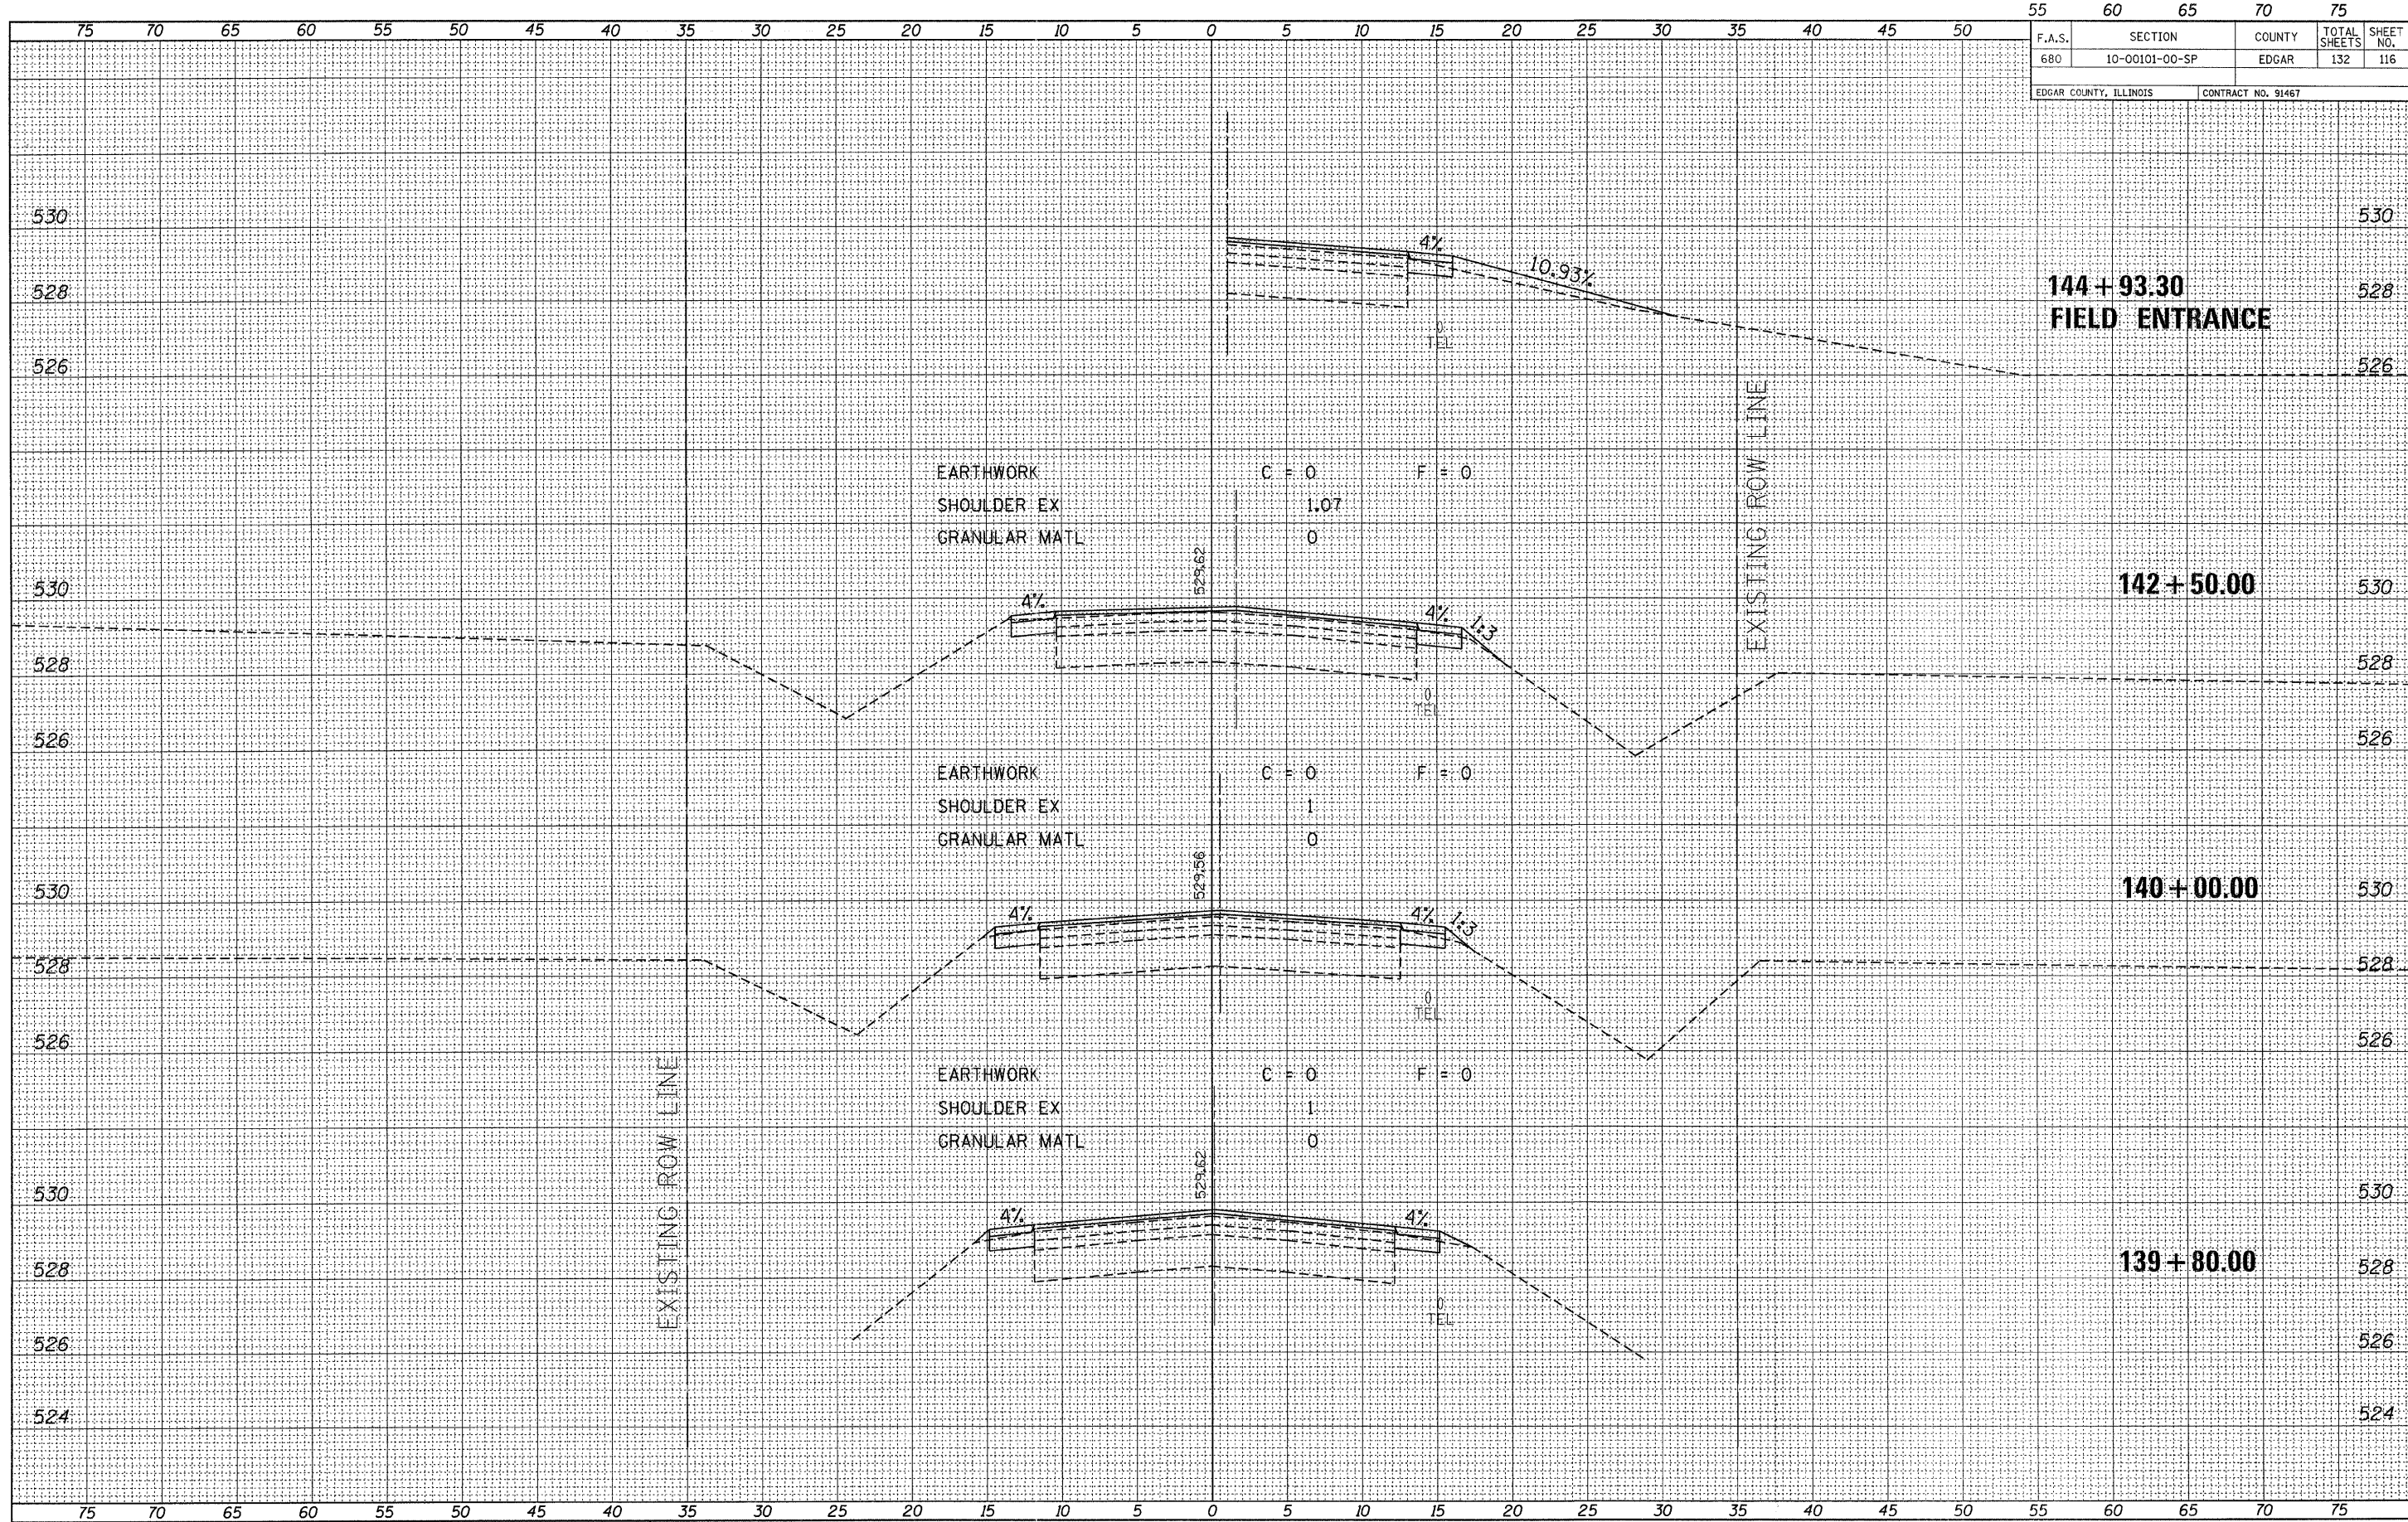 55 60 65 70 75
75 70 65 60 55 50 45 40 35 30 25 20 15 10 5 0 5 10 15 20 25 30 35 40 45 50
F.A.S. SECTION COUNTY TOTAL SHEETS SHEET NO.
680 10-00101-00-SP EDGAR 132 116
EDGAR COUNTY, ILLINOIS CONTRACT NO. 91467
530 530
4%
10.93%
528 528
144+93.30
FIELD ENTRANCE
0
TEL
526 526
EXISTING ROW LINE
EARTHWORK C = 0 F = 0
SHOULDER EX 1.07
GRANULAR MATL 0
529.62
530 142+50.00 530
4% 4% 1:3
528 528
0
TEL
526 526
EARTHWORK C = 0 F = 0
SHOULDER EX 1
GRANULAR MATL 0
529.56
530 140+00.00 530
4% 4% 1:3
528 528
0
TEL
526 526
EXISTING ROW LINE
EARTHWORK C = 0 F = 0
SHOULDER EX 1
GRANULAR MATL 0
529.62
530 530
4% 4%
139+80.00
528 528
0
TEL
526 526
524 524
75 70 65 60 55 50 45 40 35 30 25 20 15 10 5 0 5 10 15 20 25 30 35 40 45 50 55 60 65 70 75